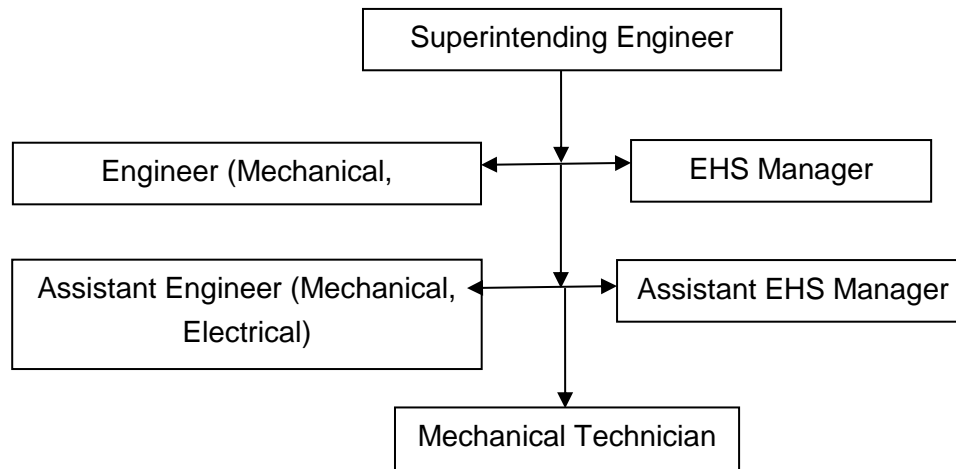 Superintending Engineer
Engineer (Mechanical,
EHS Manager
Assistant Engineer (Mechanical,
Electrical)
Assistant EHS Manager
Mechanical Technician